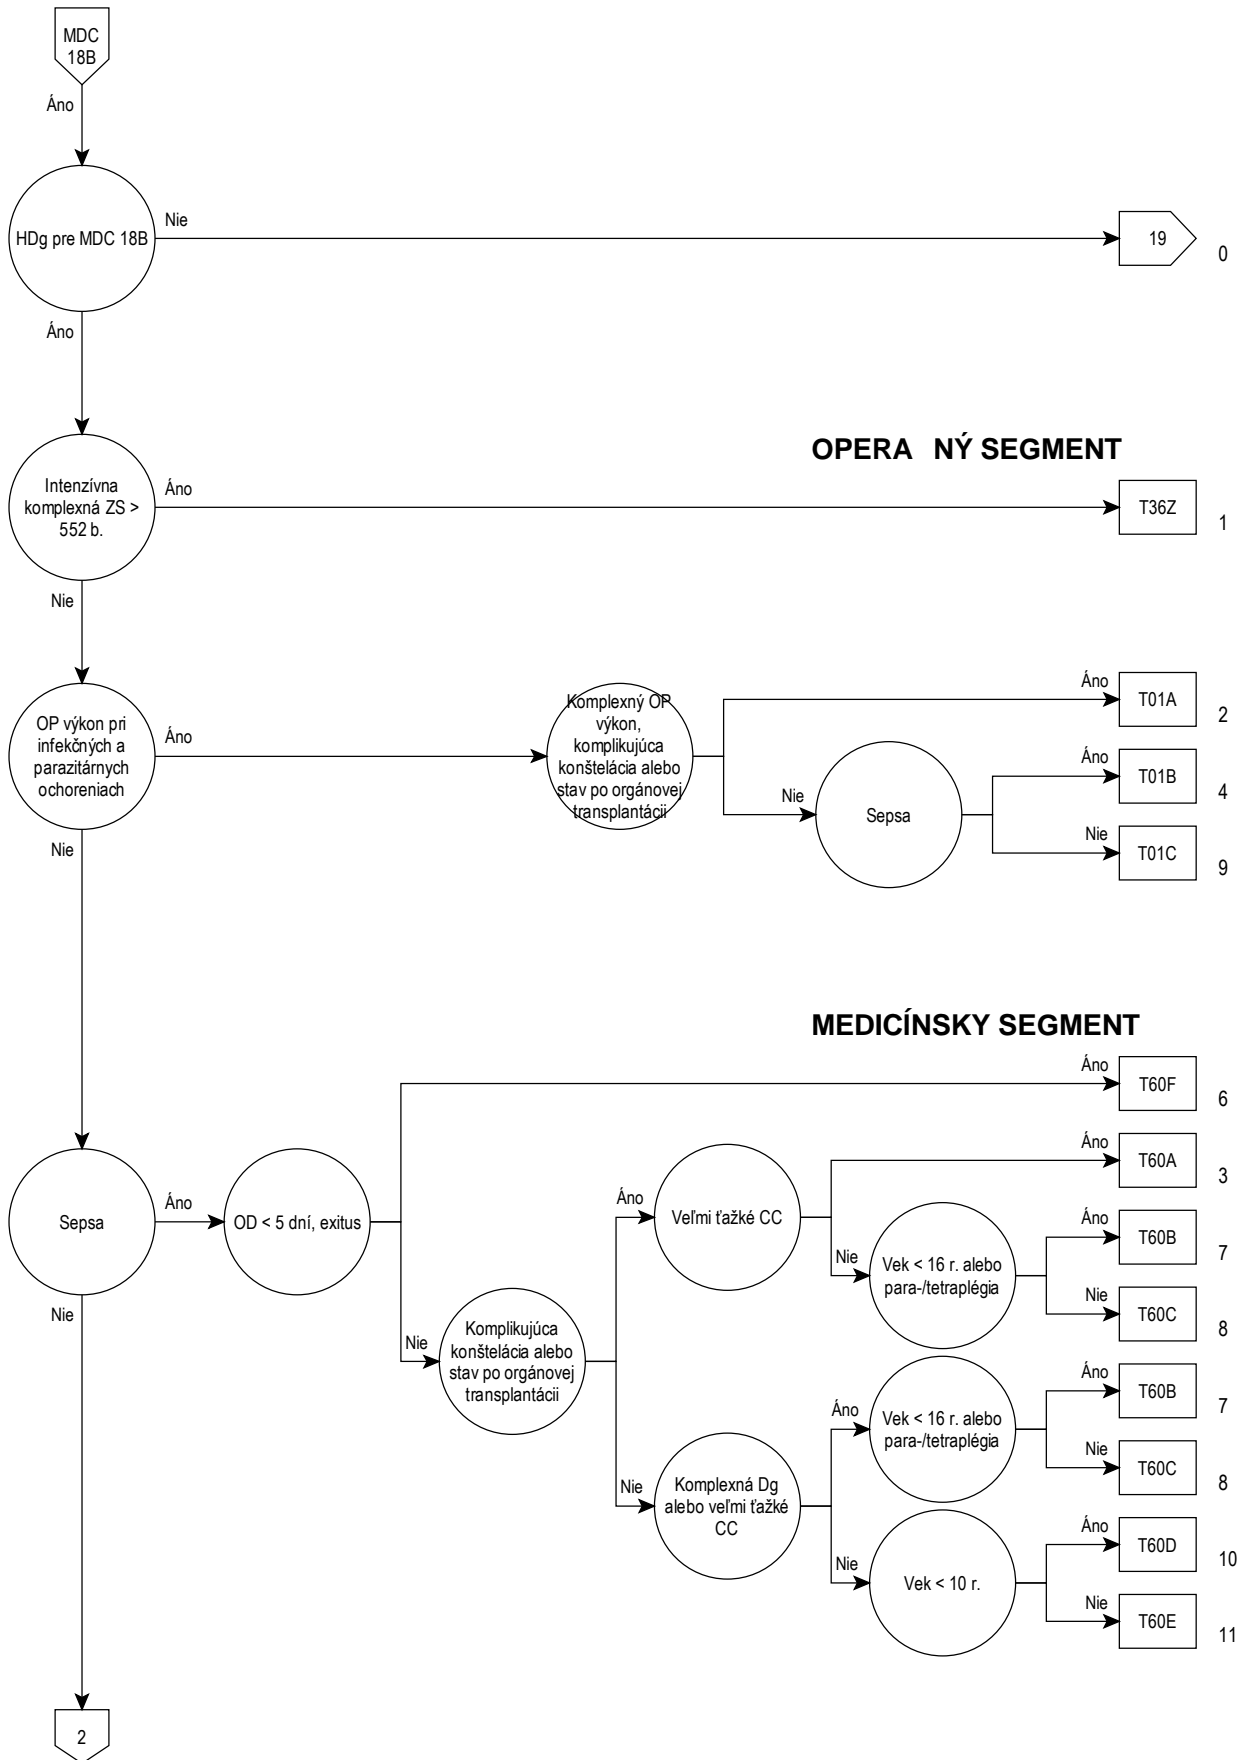 MDC
18B
Áno
HDg pre MDC 18B
Nie
19
0
Áno
OPERA NÝ SEGMENT
Intenzívna
komplexná ZS >
552 b.
Áno
T36Z
1
Nie
OP výkon pri
infekčných a
parazitárnych
ochoreniach
Áno
Komplexný OP
výkon,
komplikujúca
konštelácia alebo
stav po orgánovej
transplantácii
Áno
T01A
2
Nie
Sepsa
Áno
T01B
4
Nie
T01C
9
Nie
MEDICÍNSKY SEGMENT
Sepsa
Áno
OD < 5 dní, exitus
Áno
T60F
6
Nie
Komplikujúca
konštelácia alebo
stav po orgánovej
transplantácii
Áno
Veľmi ťažké CC
Áno
T60A
3
Nie
Vek < 16 r. alebo
para-/tetraplégia
Áno
T60B
7
Nie
T60C
8
Nie
Komplexná Dg
alebo veľmi ťažké
CC
Áno
Vek < 16 r. alebo
para-/tetraplégia
Áno
T60B
7
Nie
T60C
8
Nie
Vek < 10 r.
Áno
T60D
10
Nie
T60E
11
Nie
2